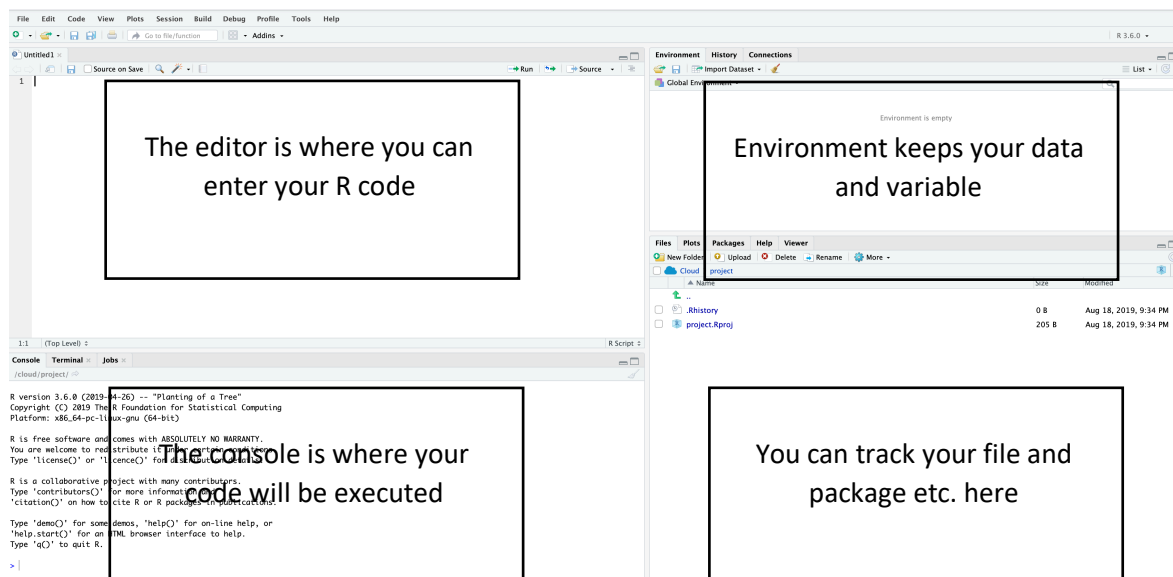 File Edit Code View Plots Session Build Debug Profile Tools Help
Go to file/function Addins R 3.6.0
Untitled1
Source on Save Run Source
1
The editor is where you can
enter your R code
1:1 (Top Level) R Script
Console Terminal Jobs
/cloud/project/
R version 3.6.0 (2019-04-26) -- "Planting of a Tree"
Copyright (C) 2019 The R Foundation for Statistical Computing
Platform: x86_64-pc-linux-gnu (64-bit)
R is free software and comes with ABSOLUTELY NO WARRANTY.
You are welcome to redistribute it under certain conditions.
Type 'license()' or 'licence()' for distribution details.
R is a collaborative project with many contributors.
Type 'contributors()' for more information and
'citation()' on how to cite R or R packages in publications.
Type 'demo()' for some demos, 'help()' for on-line help, or
'help.start()' for an HTML browser interface to help.
Type 'q()' to quit R.
>
The console is where your
code will be executed
Environment History Connections
Import Dataset List
Global Environment
Environment is empty
Environment keeps your data
and variable
Files Plots Packages Help Viewer
New Folder Upload Delete Rename More
Cloud project
Name Size Modified
..
.Rhistory 0 B Aug 18, 2019, 9:34 PM
project.Rproj 205 B Aug 18, 2019, 9:34 PM
You can track your file and
package etc. here